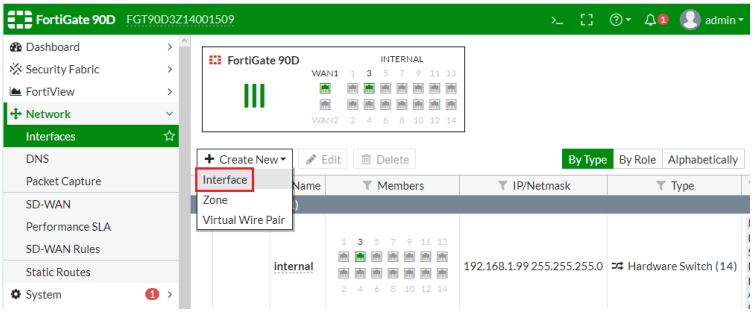 FortiGate 90D FGT90D3Z14001509
>_ 1 admin
Dashboard
Security Fabric
FortiView
Network
Interfaces
DNS
Packet Capture
SD-WAN
Performance SLA
SD-WAN Rules
Static Routes
System 1
FortiGate 90D
INTERNAL
WAN1 1 3 5 7 9 11 13
WAN2 2 4 6 8 10 12 14
+ Create New Edit Delete
By Type By Role Alphabetically
Interface
Zone
Virtual Wire Pair
Name Members IP/Netmask Type
1 3 5 7 9 11 13
internal 192.168.1.99 255.255.255.0 Hardware Switch (14)
2 4 6 8 10 12 14